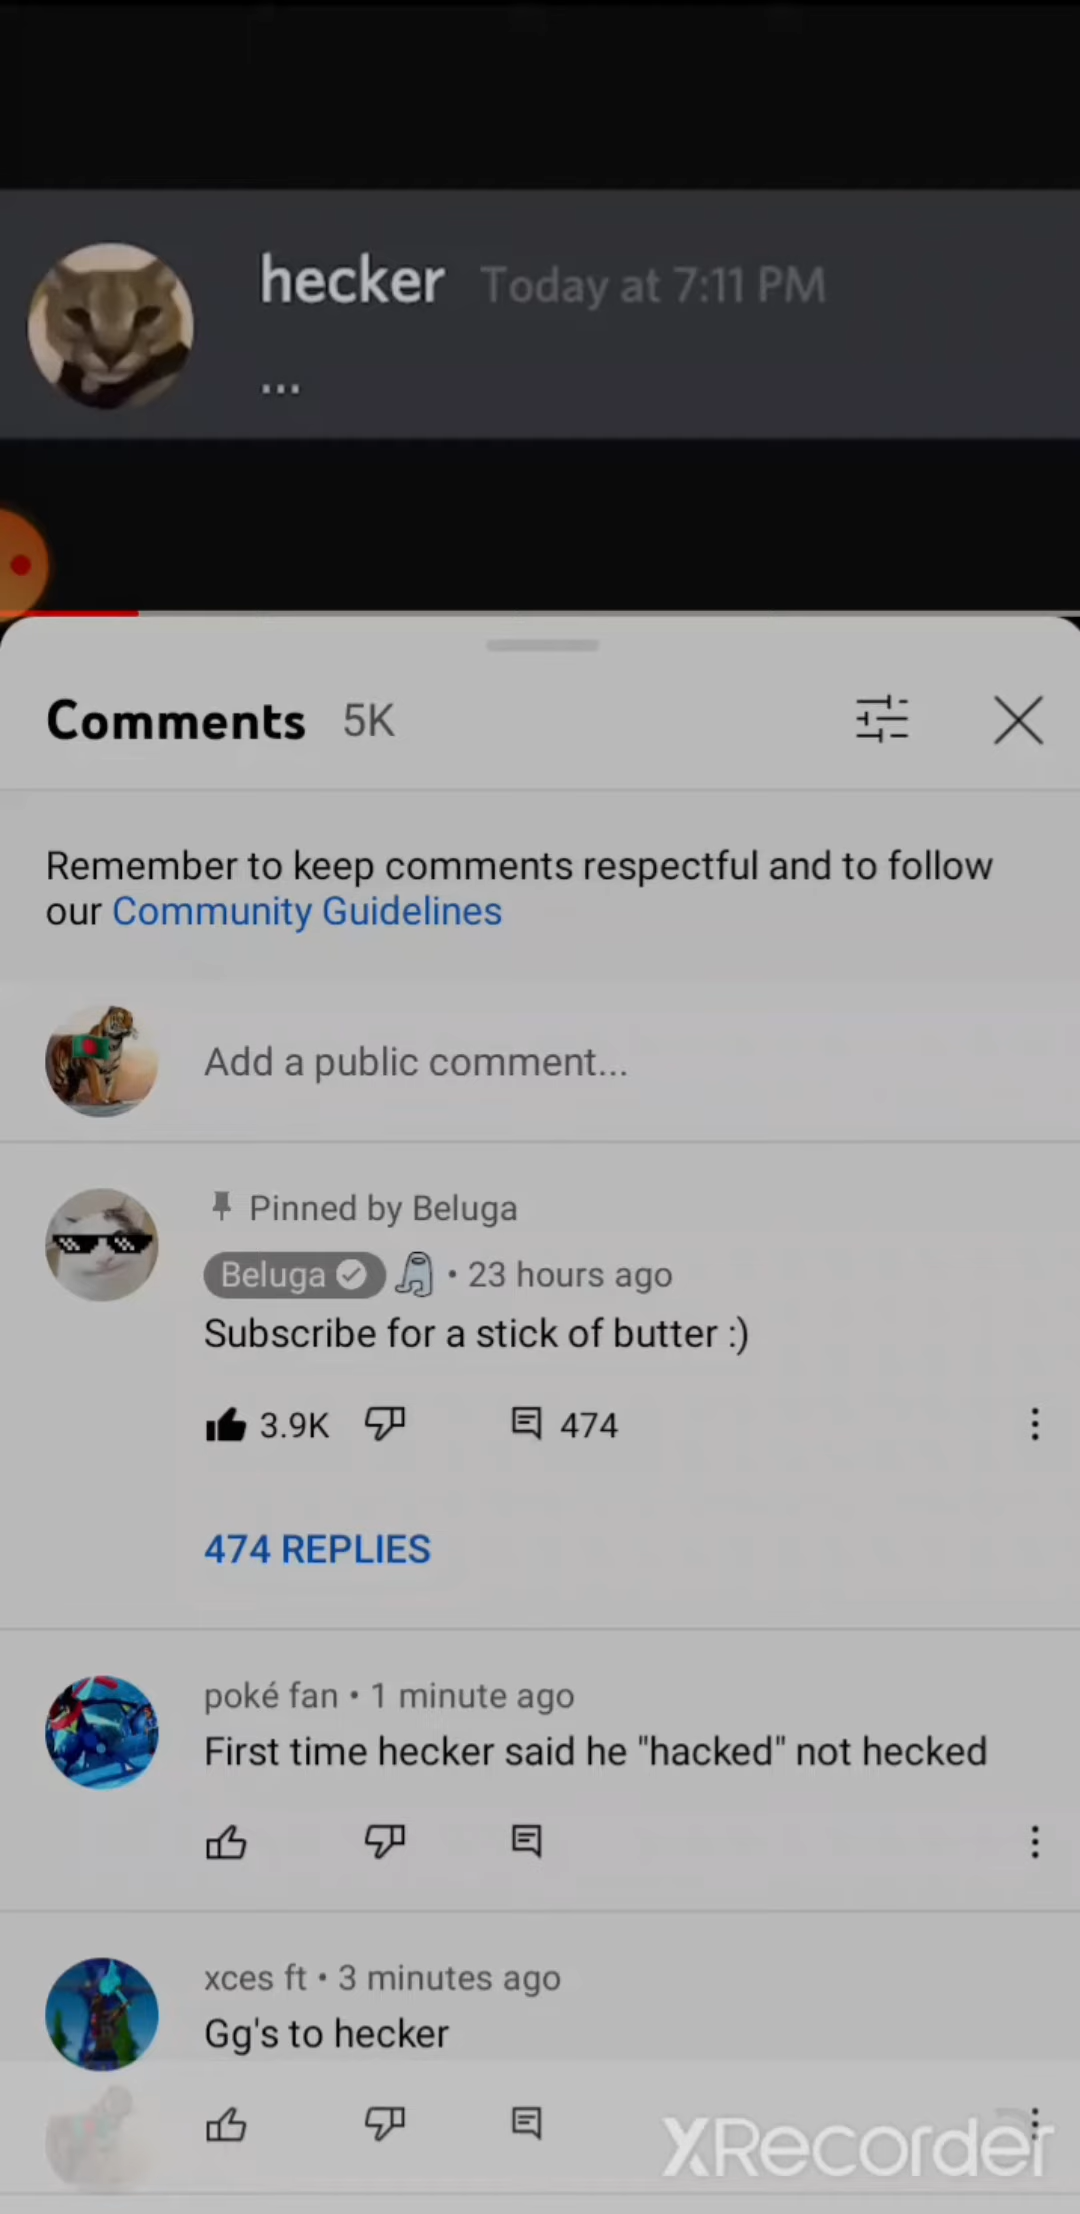 hecker Today at 7:11 PM
...
Comments 5K
Remember to keep comments respectful and to follow
our Community Guidelines
Add a public comment...
Pinned by Beluga
Beluga • 23 hours ago
Subscribe for a stick of butter :)
3.9K 474
474 REPLIES
poké fan • 1 minute ago
First time hecker said he "hacked" not hecked
xces ft • 3 minutes ago
Gg's to hecker
XRecorder